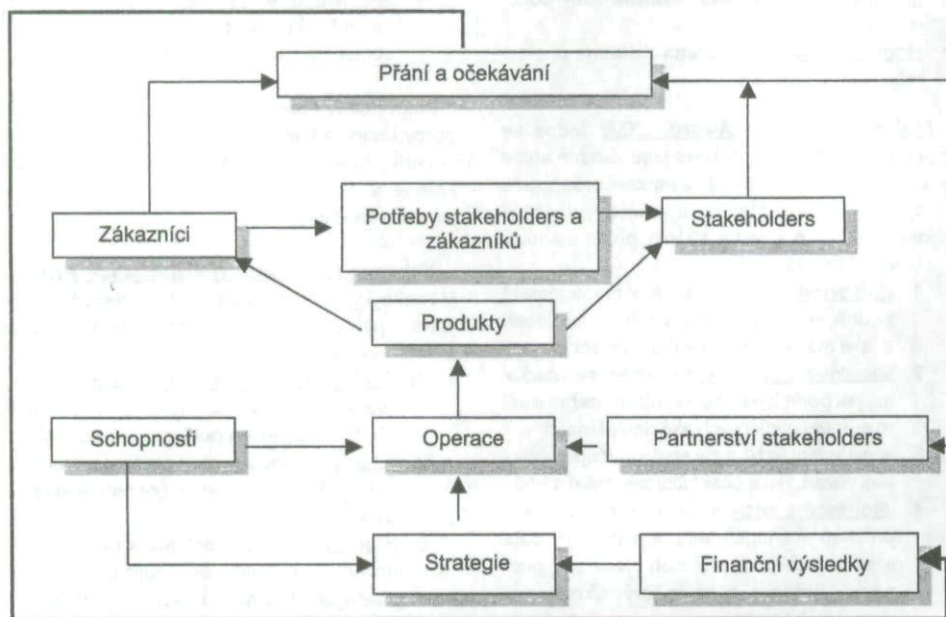 Přání a očekávání
Zákazníci
Potřeby stakeholders a
zákazníků
Stakeholders
Produkty
Schopnosti
Operace
Partnerství stakeholders
Strategie
Finanční výsledky